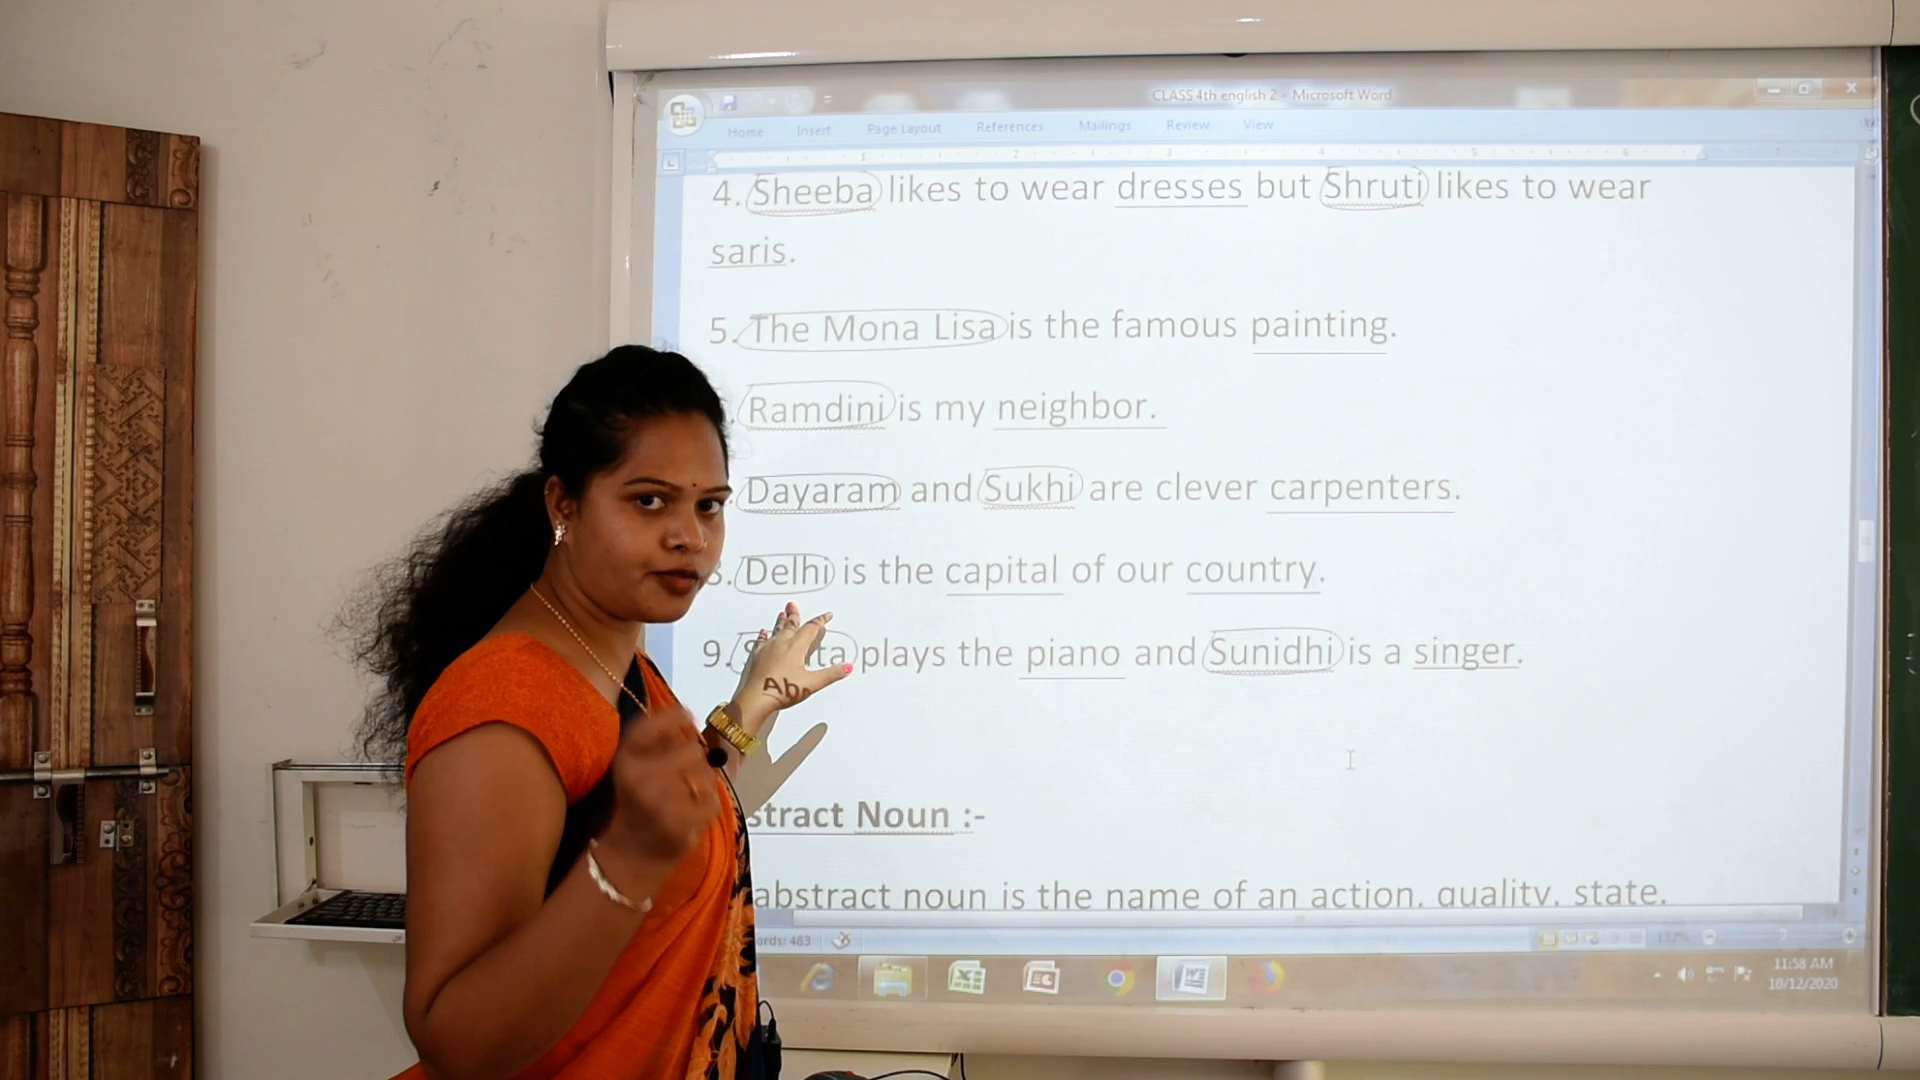 CLASS 4th english 2 - Microsoft Word
Home Insert Page Layout References Mailings Review View
4. Sheeba likes to wear dresses but Shruti likes to wear
saris.
5. The Mona Lisa is the famous painting.
Ramdini is my neighbor.
Dayaram and Sukhi are clever carpenters.
8. Delhi is the capital of our country.
9. plays the piano and Sunidhi is a singer.
stract Noun :-
abstract noun is the name of an action, quality, state,
ords: 483
11:58 AM
10/12/2020